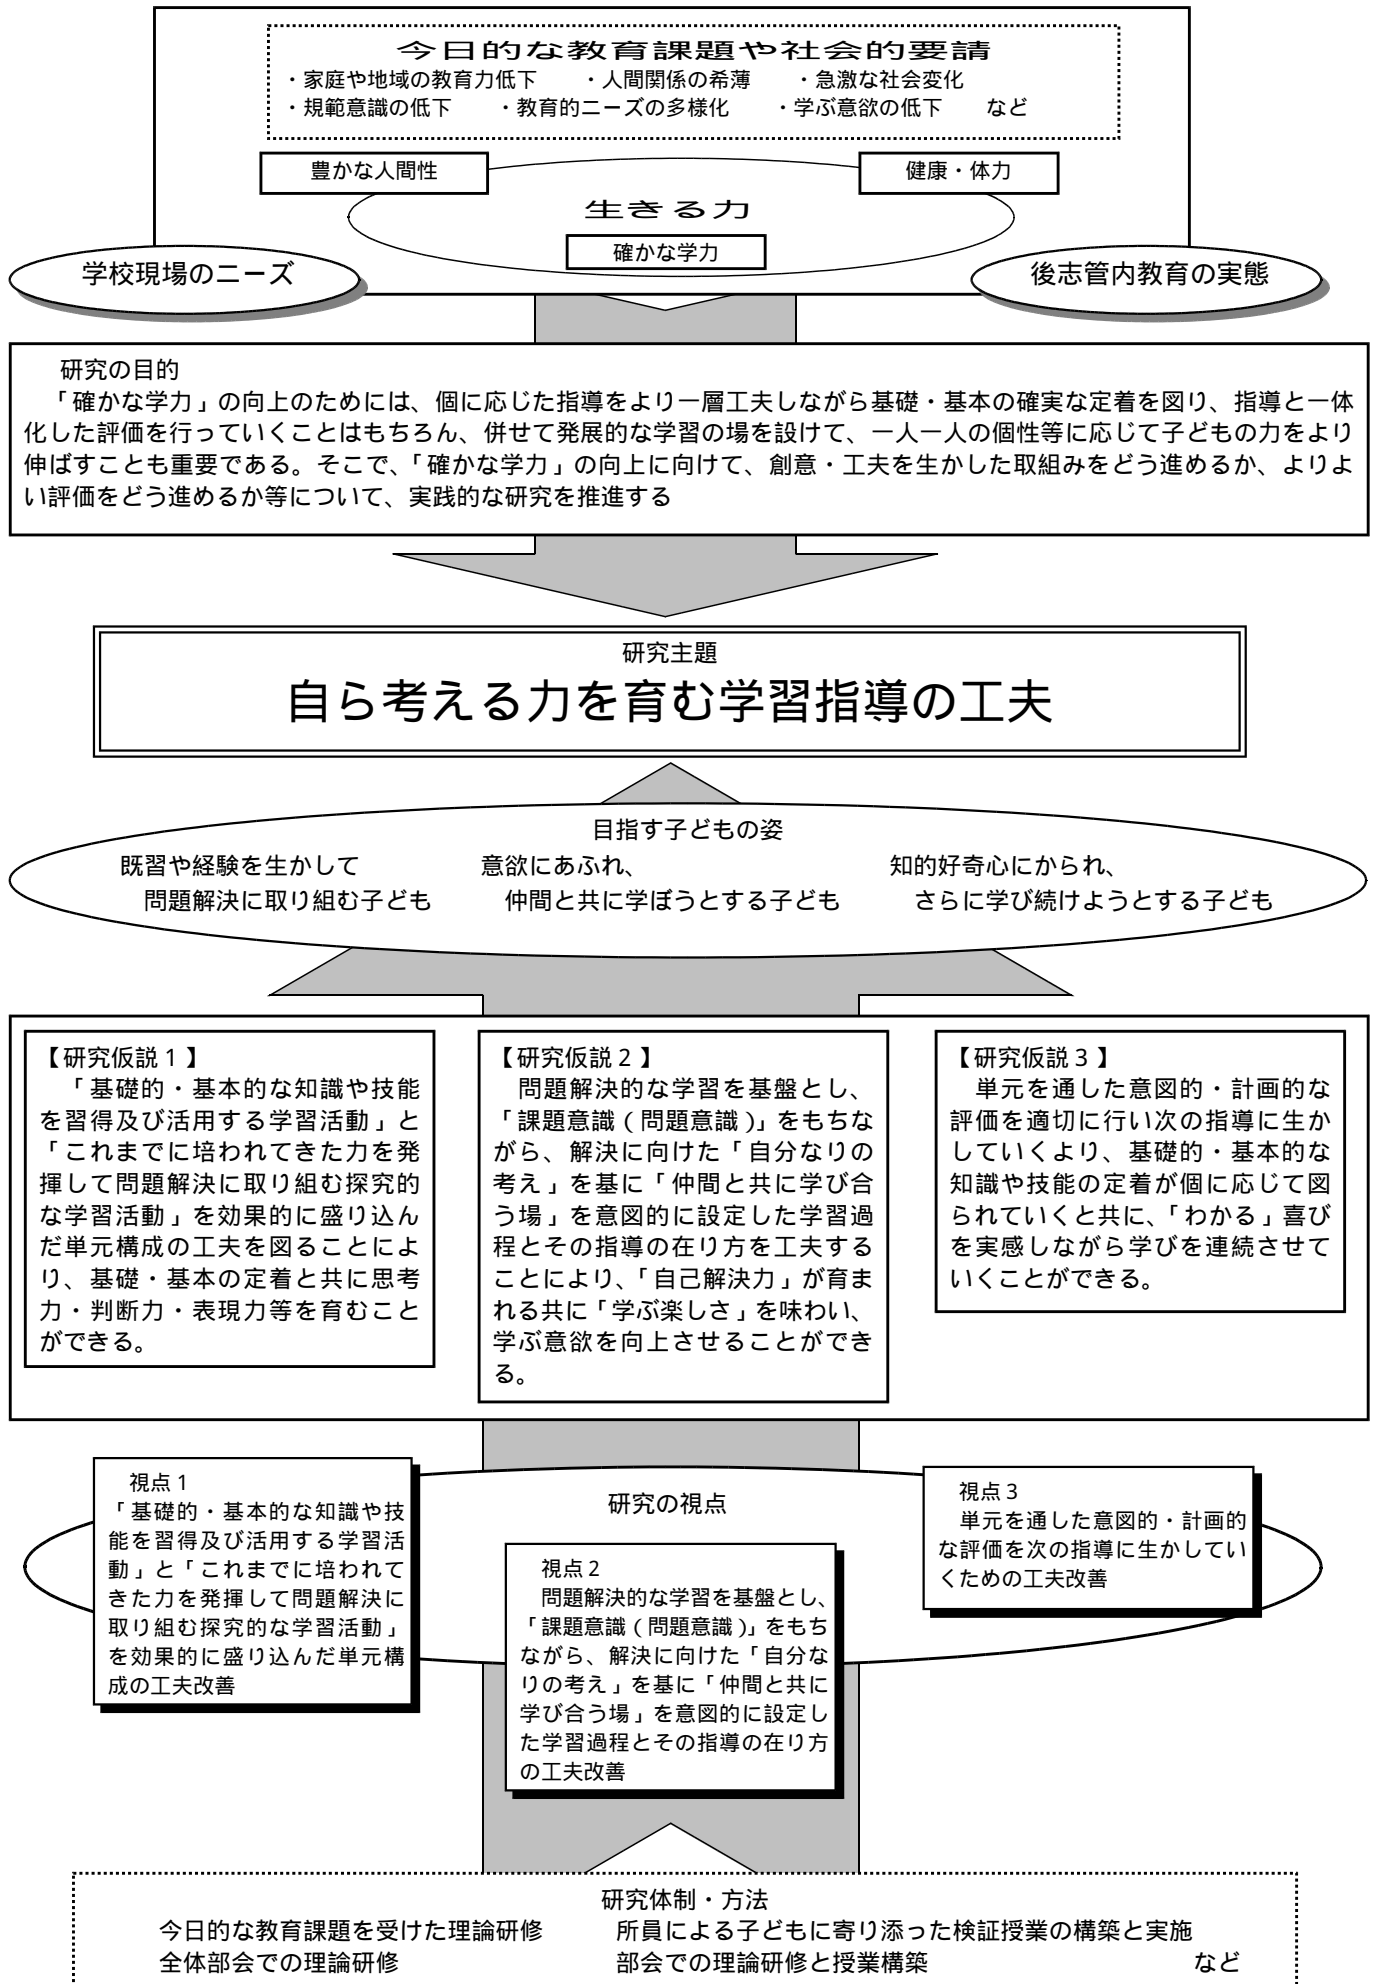 今日的な教育課題や社会的要請
・家庭や地域の教育力低下　　・人間関係の希薄　　・急激な社会変化
・規範意識の低下　　・教育的ニーズの多様化　　・学ぶ意欲の低下　　など
豊かな人間性
健康・体力
生きる力
確かな学力
学校現場のニーズ
後志管内教育の実態
研究の目的
「確かな学力」の向上のためには、個に応じた指導をより一層工夫しながら基礎・基本の確実な定着を図り、指導と一体
化した評価を行っていくことはもちろん、併せて発展的な学習の場を設けて、一人一人の個性等に応じて子どもの力をより
伸ばすことも重要である。そこで、「確かな学力」の向上に向けて、創意・工夫を生かした取組みをどう進めるか、よりよ
い評価をどう進めるか等について、実践的な研究を推進する
研究主題
自ら考える力を育む学習指導の工夫
目指す子どもの姿
既習や経験を生かして
問題解決に取り組む子ども
意欲にあふれ、
仲間と共に学ぼうとする子ども
知的好奇心にかられ、
さらに学び続けようとする子ども
【研究仮説１】
「基礎的・基本的な知識や技能
を習得及び活用する学習活動」と
「これまでに培われてきた力を発
揮して問題解決に取り組む探究的
な学習活動」を効果的に盛り込ん
だ単元構成の工夫を図ることによ
り、基礎・基本の定着と共に思考
力・判断力・表現力等を育むこと
ができる。
【研究仮説２】
問題解決的な学習を基盤とし、
「課題意識（問題意識）」をもちな
がら、解決に向けた「自分なりの
考え」を基に「仲間と共に学び合
う場」を意図的に設定した学習過
程とその指導の在り方を工夫する
ことにより、「自己解決力」が育ま
れる共に「学ぶ楽しさ」を味わい、
学ぶ意欲を向上させることができ
る。
【研究仮説３】
単元を通した意図的・計画的な
評価を適切に行い次の指導に生か
していくより、基礎的・基本的な
知識や技能の定着が個に応じて図
られていくと共に、「わかる」喜び
を実感しながら学びを連続させて
いくことができる。
研究の視点
視点１
「基礎的・基本的な知識や技
能を習得及び活用する学習活
動」と「これまでに培われて
きた力を発揮して問題解決に
取り組む探究的な学習活動」
を効果的に盛り込んだ単元構
成の工夫改善
視点２
問題解決的な学習を基盤とし、
「課題意識（問題意識）」をもち
ながら、解決に向けた「自分な
りの考え」を基に「仲間と共に
学び合う場」を意図的に設定し
た学習過程とその指導の在り方
の工夫改善
視点３
単元を通した意図的・計画的
な評価を次の指導に生かしてい
くための工夫改善
研究体制・方法
今日的な教育課題を受けた理論研修　　所員による子どもに寄り添った検証授業の構築と実施
全体部会での理論研修　　部会での理論研修と授業構築　　など